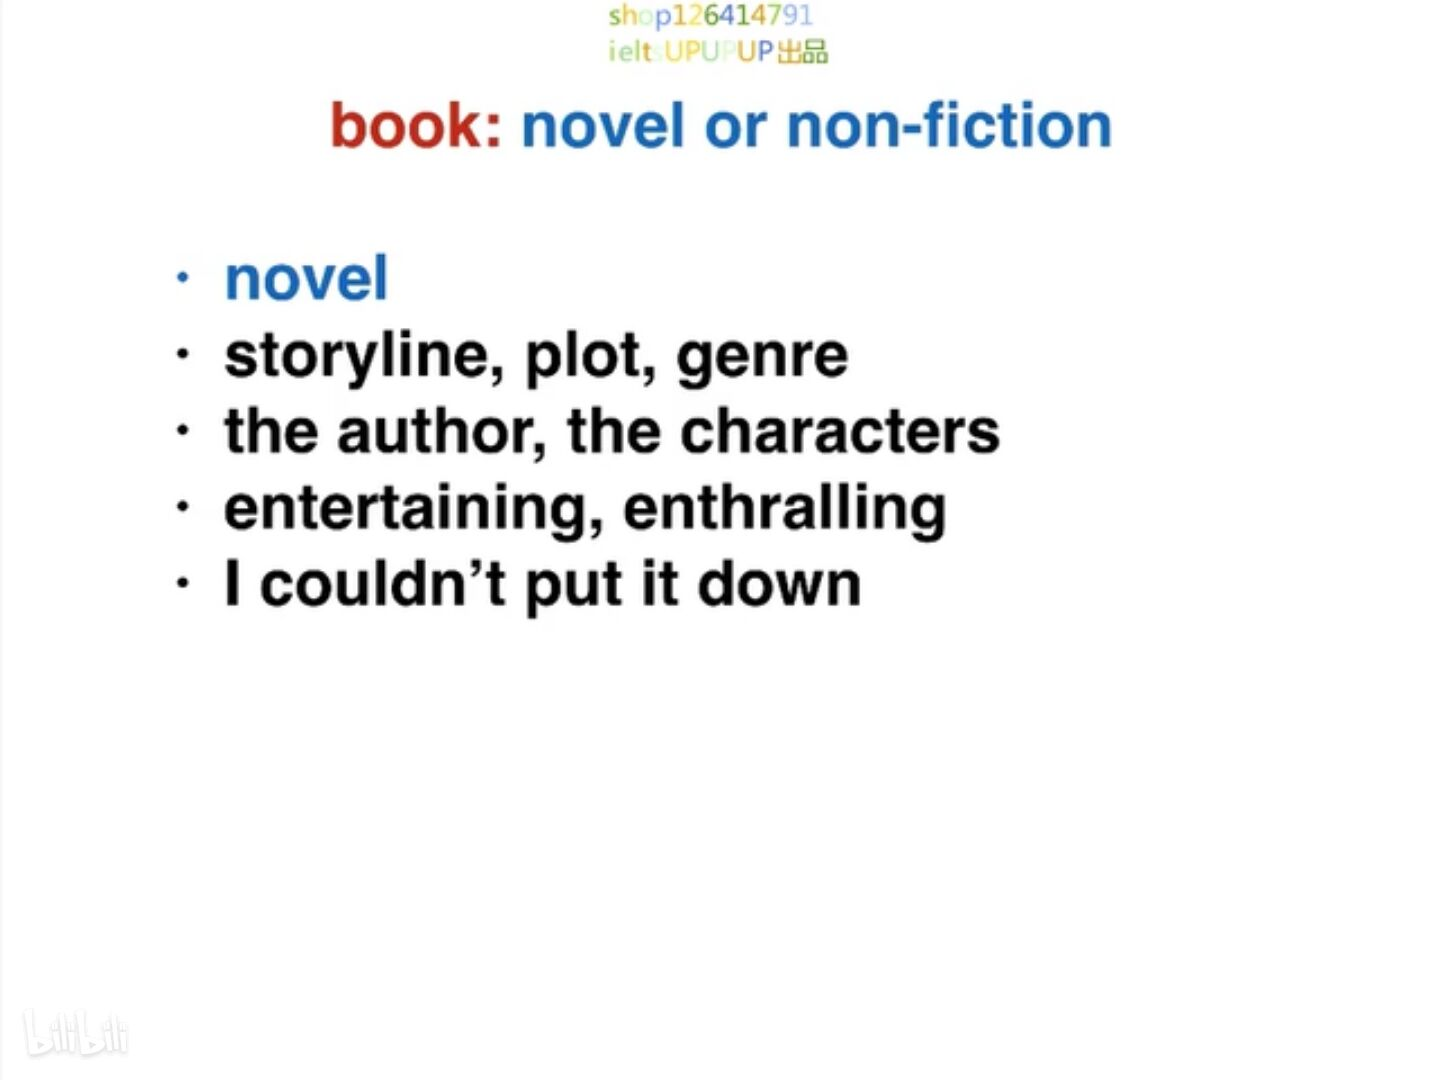 shop126414791
ieltsUPUPUP出品
book: novel or non-fiction
· novel
· storyline, plot, genre
· the author, the characters
· entertaining, enthralling
· I couldn’t put it down
bilibili